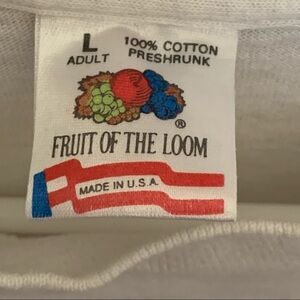 L 100% COTTON
ADULT PRESHRUNK
®
FRUIT OF THE LOOM
MADE IN U.S.A.